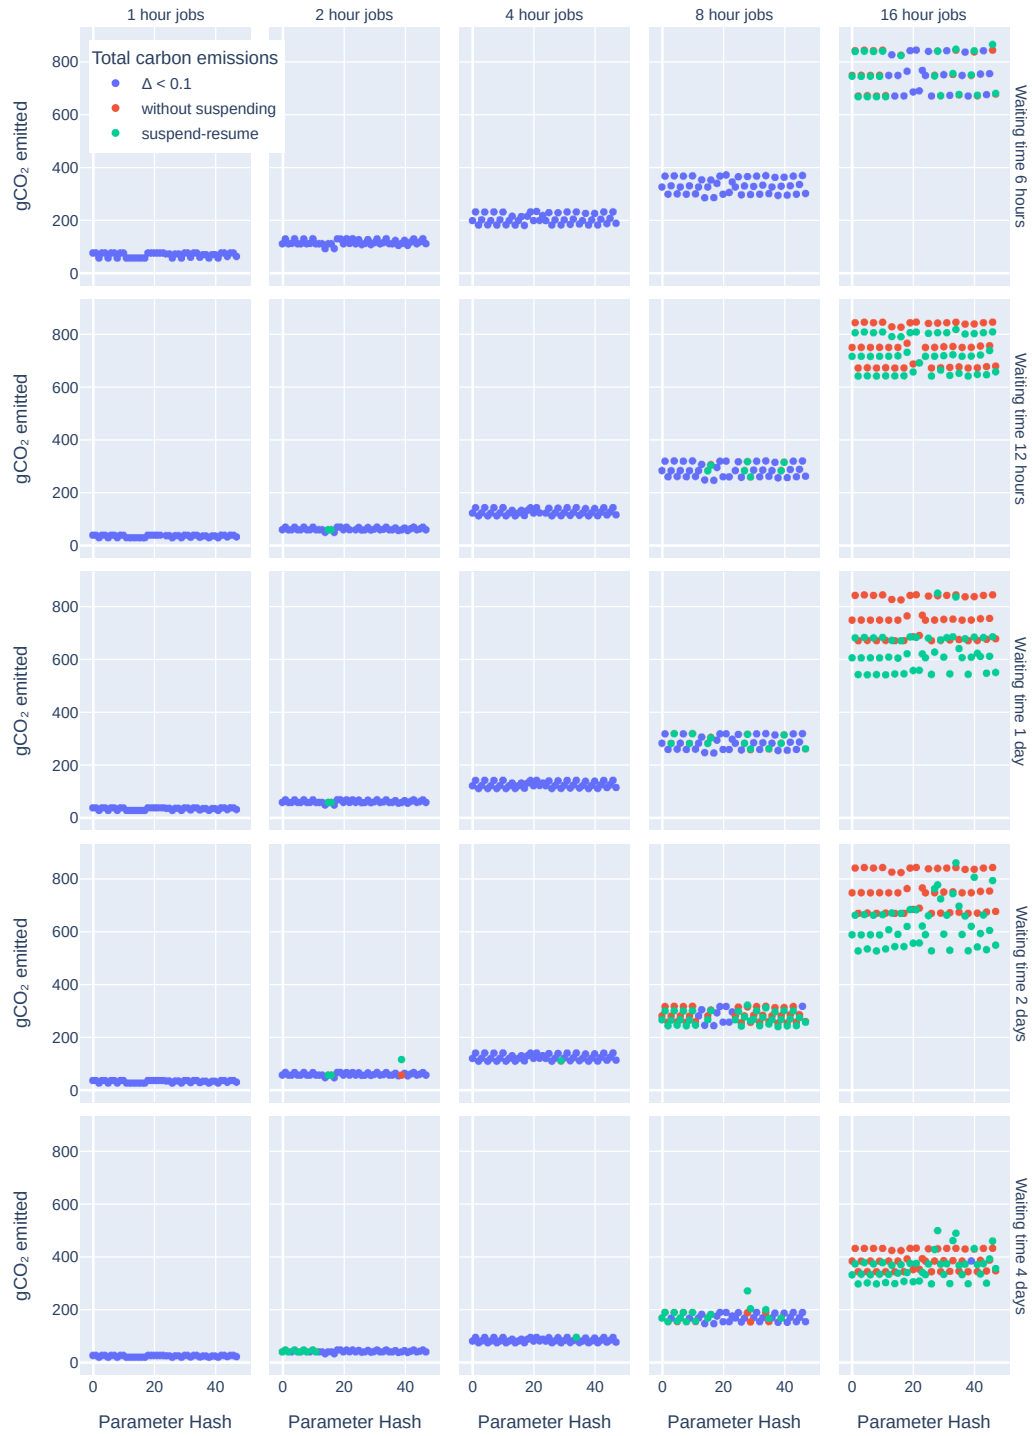 1 hour jobs 2 hour jobs 4 hour jobs 8 hour jobs 16 hour jobs
Total carbon emissions
Δ < 0.1
without suspending
suspend-resume
800
600
400
200
0
gCO₂ emitted
Waiting time 6 hours
800
600
400
200
0
gCO₂ emitted
Waiting time 12 hours
800
600
400
200
0
gCO₂ emitted
Waiting time 1 day
800
600
400
200
0
gCO₂ emitted
Waiting time 2 days
800
600
400
200
0
gCO₂ emitted
Waiting time 4 days
0 20 40 0 20 40 0 20 40 0 20 40 0 20 40
Parameter Hash Parameter Hash Parameter Hash Parameter Hash Parameter Hash